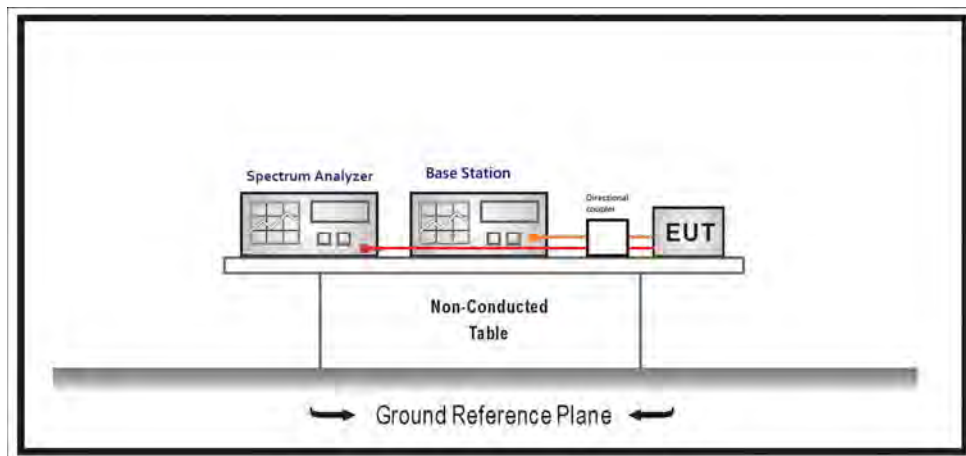 Spectrum Analyzer
Base Station
Directional
coupler
EUT
Non-Conducted
Table
Ground Reference Plane